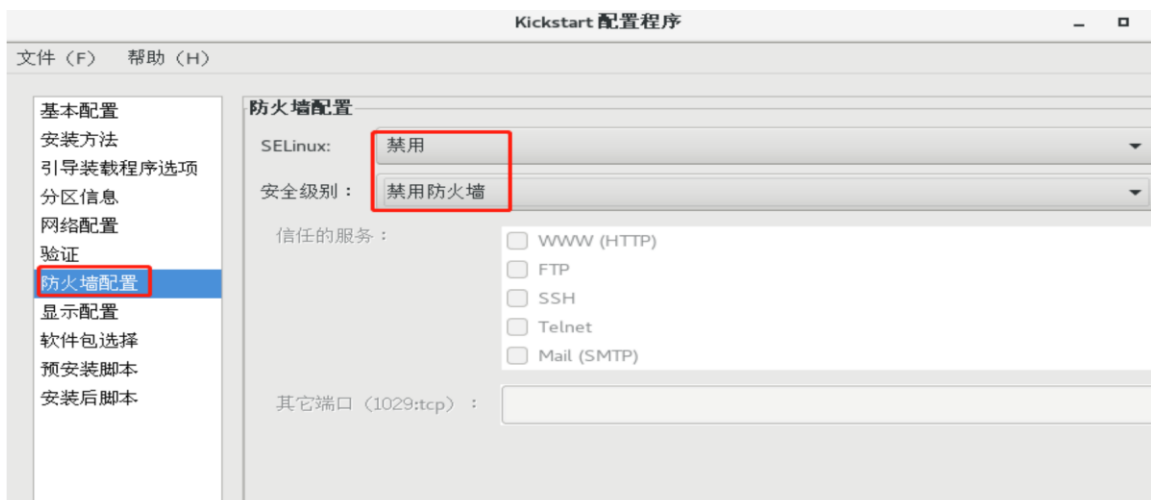 Kickstart 配置程序
文件（F） 帮助（H）
基本配置
安装方法
引导装载程序选项
分区信息
网络配置
验证
防火墙配置
显示配置
软件包选择
预安装脚本
安装后脚本
防火墙配置
SELinux: 禁用
安全级别： 禁用防火墙
信任的服务：
WWW (HTTP)
FTP
SSH
Telnet
Mail (SMTP)
其它端口（1029:tcp）：